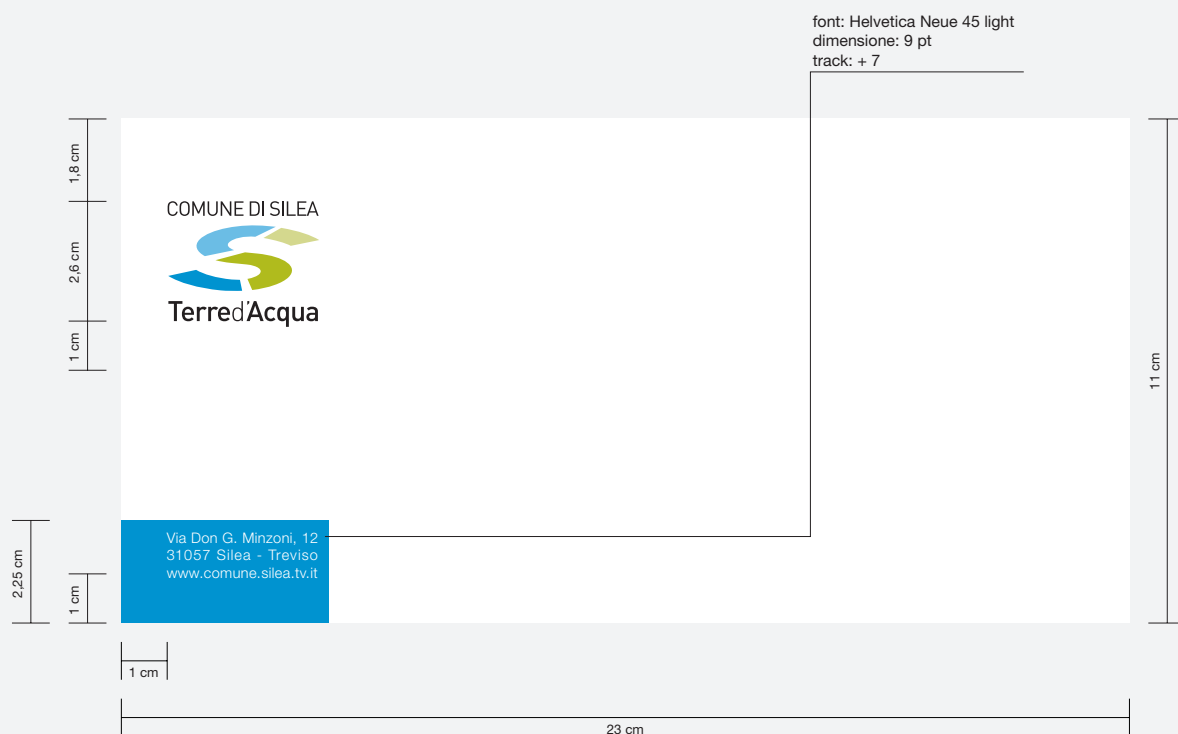 font: Helvetica Neue 45 light
dimensione: 9 pt
track: + 7
1,8 cm
COMUNE DI SILEA
2,6 cm
Terred'Acqua
1 cm
11 cm
Via Don G. Minzoni, 12
31057 Silea - Treviso
www.comune.silea.tv.it
2,25 cm
1 cm
1 cm
23 cm